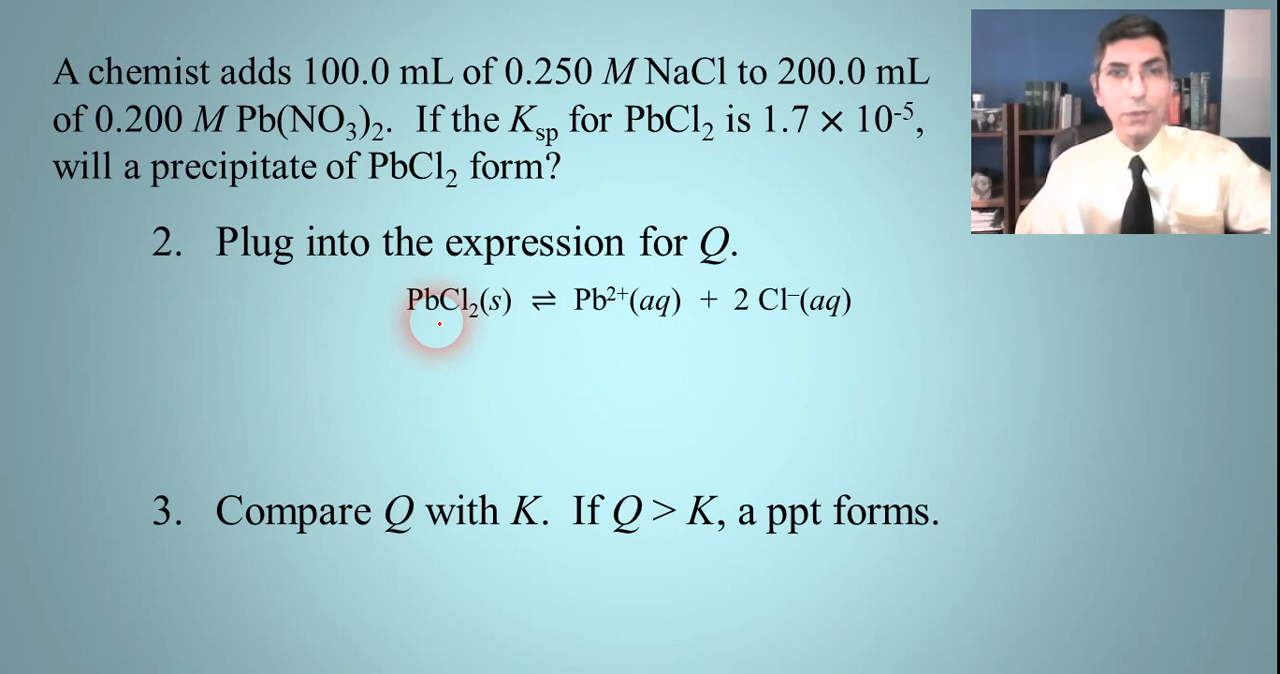 A chemist adds 100.0 mL of 0.250 M NaCl to 200.0 mL
of 0.200 M Pb(NO₃)₂. If the Kₛₚ for PbCl₂ is 1.7 × 10⁻⁵,
will a precipitate of PbCl₂ form?
2. Plug into the expression for Q.
PbCl₂(s) ⇌ Pb²⁺(aq) + 2 Cl⁻(aq)
3. Compare Q with K. If Q > K, a ppt forms.